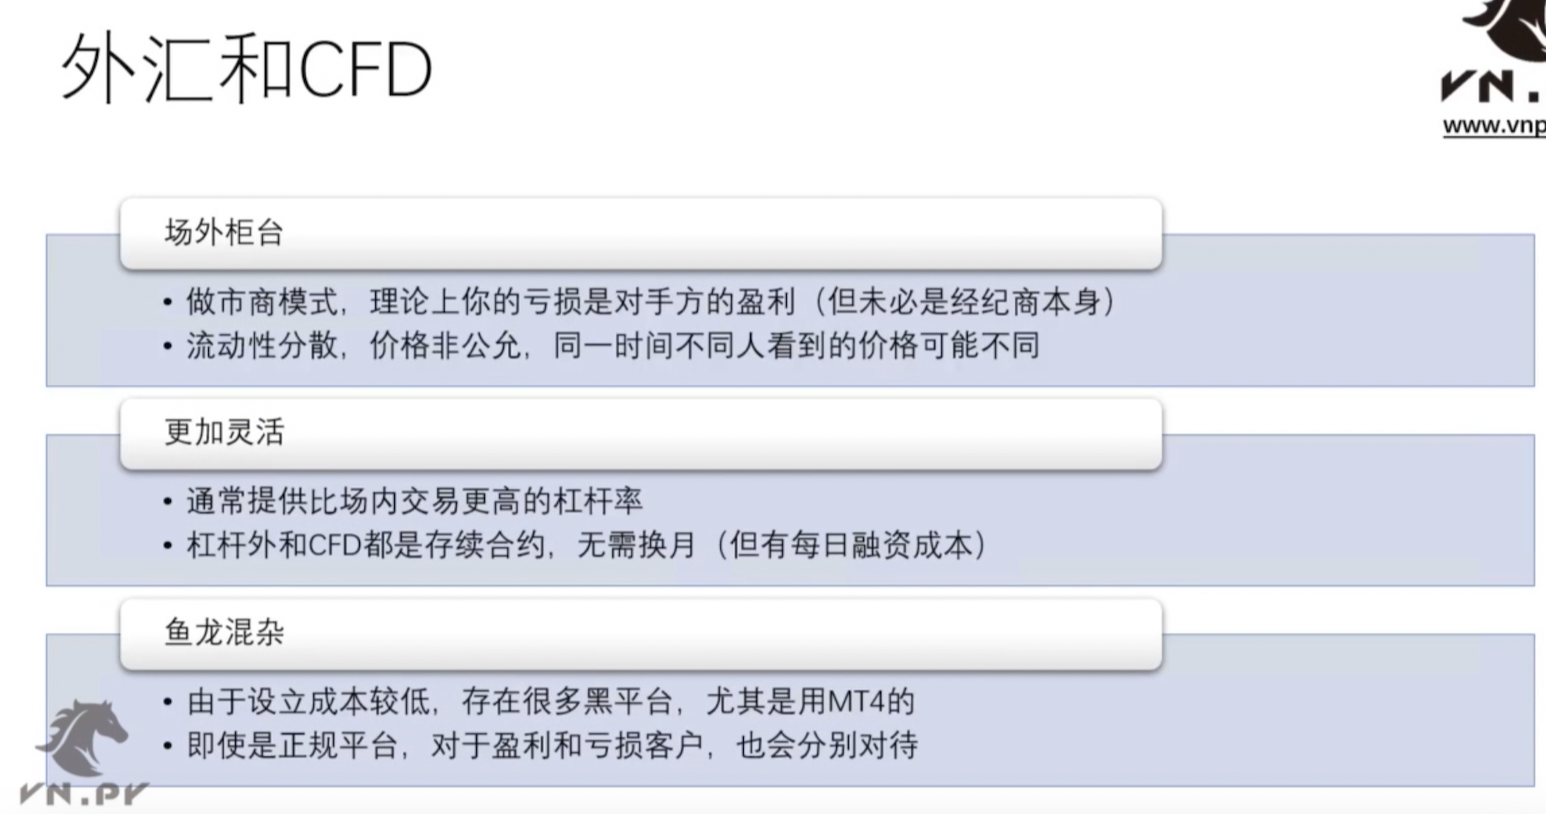 外汇和CFD
VN.
www.vnp
场外柜台
• 做市商模式，理论上你的亏损是对手方的盈利（但未必是经纪商本身）
• 流动性分散，价格非公允，同一时间不同人看到的价格可能不同
更加灵活
• 通常提供比场内交易更高的杠杆率
• 杠杆外和CFD都是存续合约，无需换月（但有每日融资成本）
鱼龙混杂
• 由于设立成本较低，存在很多黑平台，尤其是用MT4的
• 即使是正规平台，对于盈利和亏损客户，也会分别对待
VN.PY